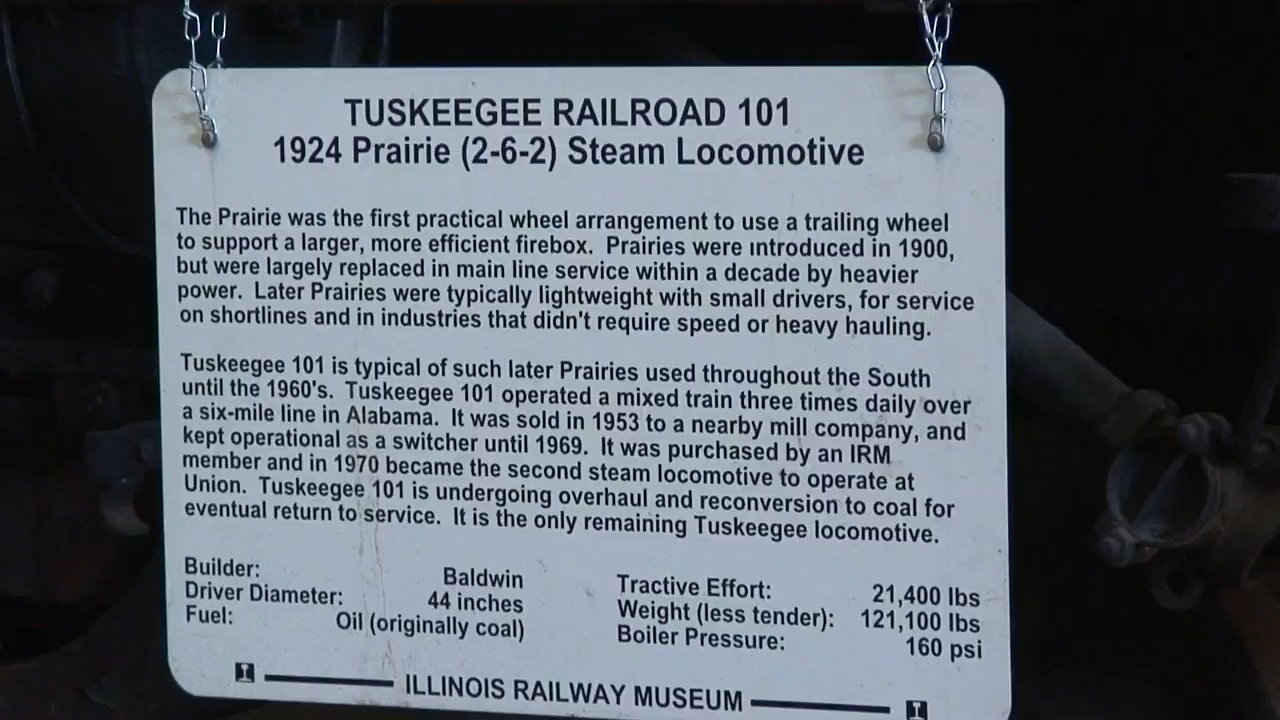 TUSKEEGEE RAILROAD 101
1924 Prairie (2-6-2) Steam Locomotive
The Prairie was the first practical wheel arrangement to use a trailing wheel
to support a larger, more efficient firebox. Prairies were introduced in 1900,
but were largely replaced in main line service within a decade by heavier
power. Later Prairies were typically lightweight with small drivers, for service
on shortlines and in industries that didn't require speed or heavy hauling.
Tuskeegee 101 is typical of such later Prairies used throughout the South
until the 1960's. Tuskeegee 101 operated a mixed train three times daily over
a six-mile line in Alabama. It was sold in 1953 to a nearby mill company, and
kept operational as a switcher until 1969. It was purchased by an IRM
member and in 1970 became the second steam locomotive to operate at
Union. Tuskeegee 101 is undergoing overhaul and reconversion to coal for
eventual return to service. It is the only remaining Tuskeegee locomotive.
Builder: Baldwin
Driver Diameter: 44 inches
Fuel: Oil (originally coal)
Tractive Effort: 21,400 lbs
Weight (less tender): 121,100 lbs
Boiler Pressure: 160 psi
ILLINOIS RAILWAY MUSEUM